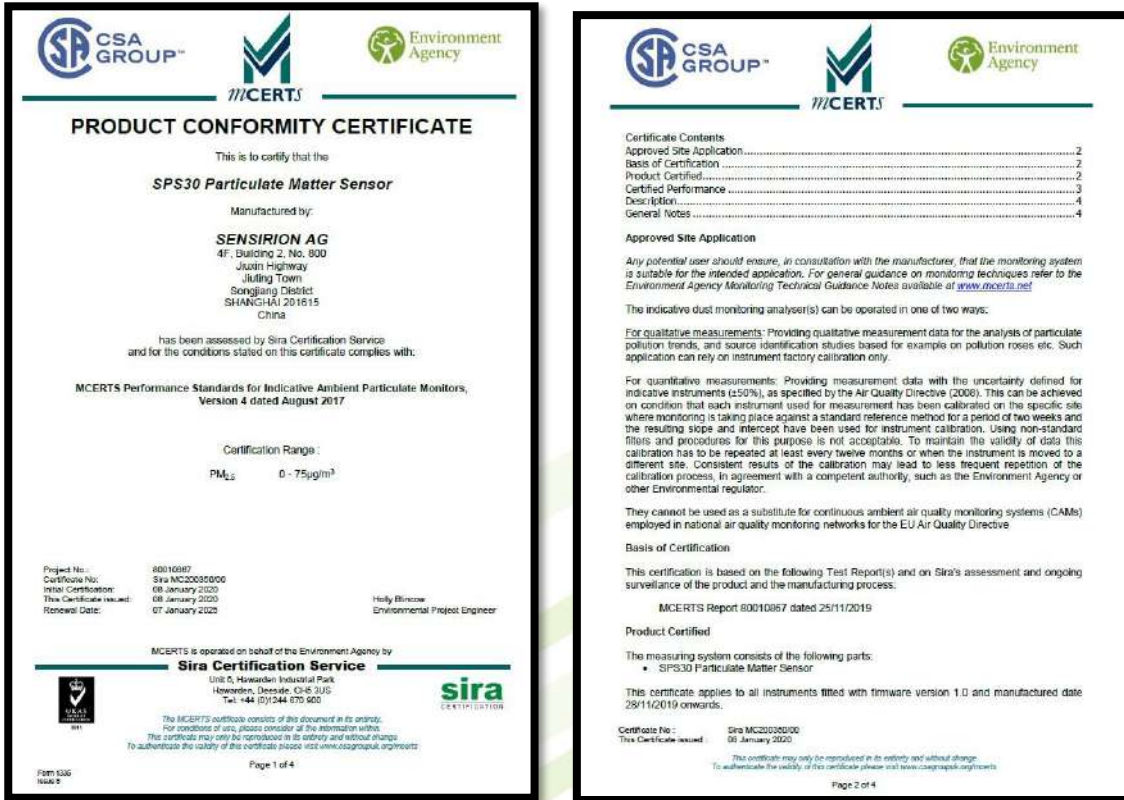 CSA
GROUP™
mCERTS
Environment
Agency
PRODUCT CONFORMITY CERTIFICATE
This is to certify that the
SPS30 Particulate Matter Sensor
Manufactured by:
SENSIRION AG
4F, Building 2, No. 800
Jiuxin Highway
Jiuting Town
Songjiang District
SHANGHAI 201615
China
has been assessed by Sira Certification Service
and for the conditions stated on this certificate complies with:
MCERTS Performance Standards for Indicative Ambient Particulate Monitors,
Version 4 dated August 2017
Certification Range :
PM2.5 0 - 75µg/m³
Project No.: 80010867
Certificate No: Sira MC200350/00
Initial Certification: 08 January 2020
This Certificate issued: 08 January 2020
Renewal Date: 07 January 2025
Holly Blincow
Environmental Project Engineer
MCERTS is operated on behalf of the Environment Agency by
Sira Certification Service
Unit 6, Hawarden Industrial Park
Hawarden, Deeside, CH5 3US
Tel: +44 (0)1244 670 900
UKAS
sira
CERTIFICATION
The MCERTS certificate consists of this document in its entirety.
For conditions of use, please consider all the information within.
This certificate may only be reproduced in its entirety and without change
To authenticate the validity of this certificate please visit www.csagroupuk.org/mcerts
Page 1 of 4
Form 1335
Issue 8
CSA
GROUP™
mCERTS
Environment
Agency
Certificate Contents
Approved Site Application....2
Basis of Certification....2
Product Certified....2
Certified Performance....3
Description....4
General Notes....4
Approved Site Application
Any potential user should ensure, in consultation with the manufacturer, that the monitoring system
is suitable for the intended application. For general guidance on monitoring techniques refer to the
Environment Agency Monitoring Technical Guidance Notes available at www.mcerts.net
The indicative dust monitoring analyser(s) can be operated in one of two ways:
For qualitative measurements: Providing qualitative measurement data for the analysis of particulate
pollution trends, and source identification studies based for example on pollution roses etc. Such
application can rely on instrument factory calibration only.
For quantitative measurements: Providing measurement data with the uncertainty defined for
indicative instruments (±50%), as specified by the Air Quality Directive (2008). This can be achieved
on condition that each instrument used for measurement has been calibrated on the specific site
where monitoring is taking place against a standard reference method for a period of two weeks and
the resulting slope and intercept have been used for instrument calibration. Using non-standard
filters and procedures for this purpose is not acceptable. To maintain the validity of data this
calibration has to be repeated at least every twelve months or when the instrument is moved to a
different site. Consistent results of the calibration may lead to less frequent repetition of the
calibration process, in agreement with a competent authority, such as the Environment Agency or
other Environmental regulator.
They cannot be used as a substitute for continuous ambient air quality monitoring systems (CAMs)
employed in national air quality monitoring networks for the EU Air Quality Directive
Basis of Certification
This certification is based on the following Test Report(s) and on Sira's assessment and ongoing
surveillance of the product and the manufacturing process:
MCERTS Report 80010867 dated 25/11/2019
Product Certified
The measuring system consists of the following parts:
• SPS30 Particulate Matter Sensor
This certificate applies to all instruments fitted with firmware version 1.0 and manufactured date
28/11/2019 onwards.
Certificate No : Sira MC200350/00
This Certificate issued : 08 January 2020
This certificate may only be reproduced in its entirety and without change
To authenticate the validity of this certificate please visit www.csagroupuk.org/mcerts
Page 2 of 4